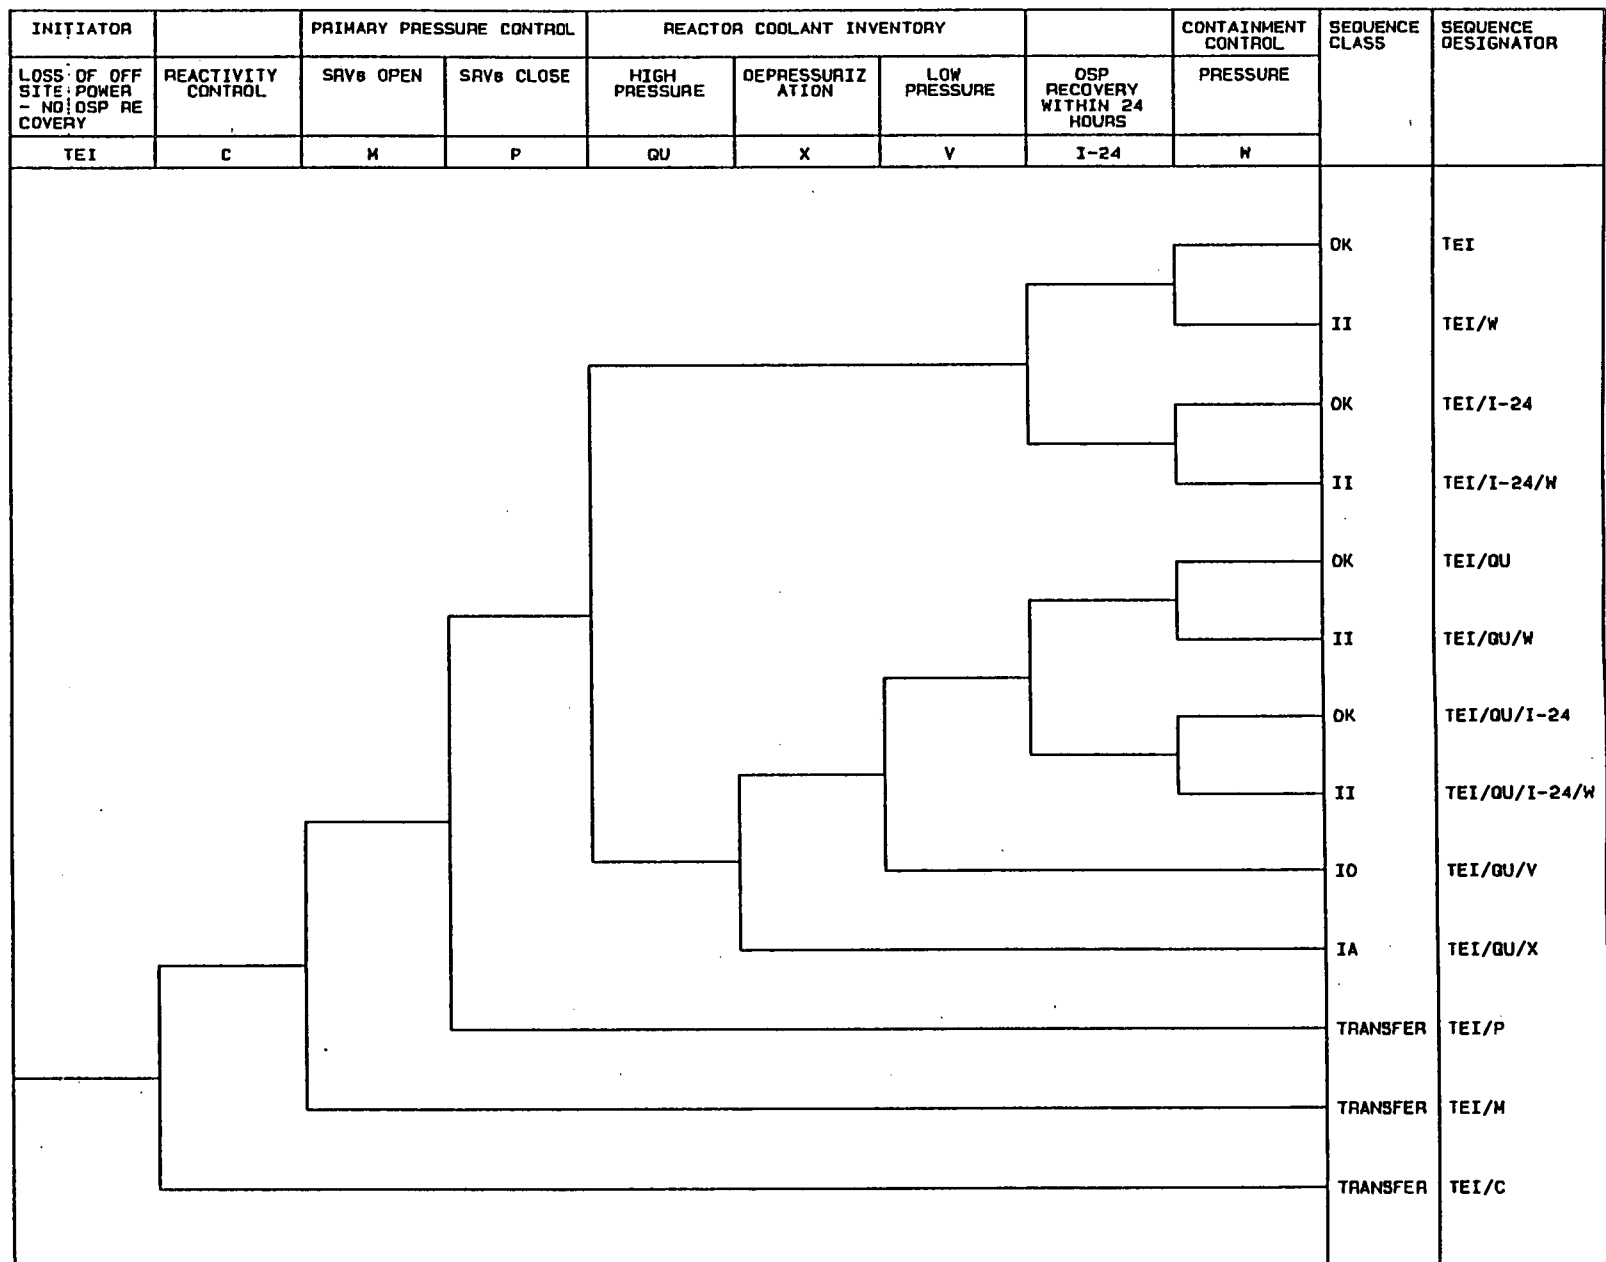 INITIATOR
PRIMARY PRESSURE CONTROL
REACTOR COOLANT INVENTORY
CONTAINMENT
CONTROL
SEQUENCE
CLASS
SEQUENCE
DESIGNATOR
LOSS OF OFF
SITE POWER
- NO OSP RE
COVERY
REACTIVITY
CONTROL
SRVs OPEN
SRVs CLOSE
HIGH
PRESSURE
DEPRESSURIZ
ATION
LOW
PRESSURE
OSP
RECOVERY
WITHIN 24
HOURS
PRESSURE
TEI
C
M
P
QU
X
V
I-24
W
OK TEI
II TEI/W
OK TEI/I-24
II TEI/I-24/W
OK TEI/QU
II TEI/QU/W
OK TEI/QU/I-24
II TEI/QU/I-24/W
ID TEI/QU/V
IA TEI/QU/X
TRANSFER TEI/P
TRANSFER TEI/M
TRANSFER TEI/C